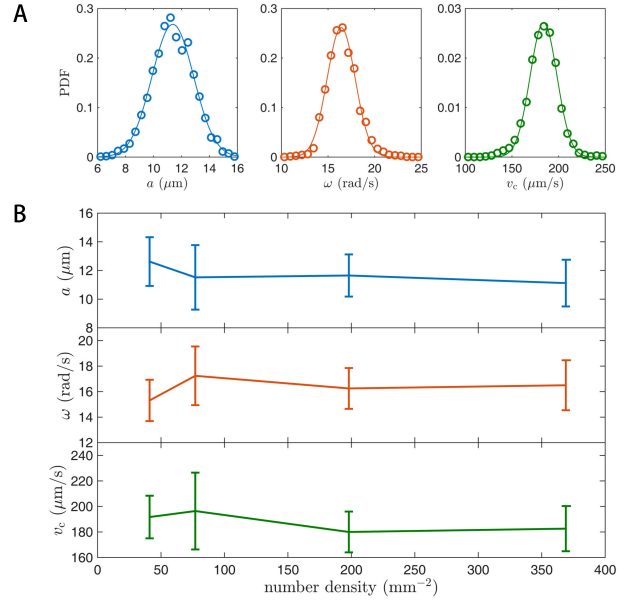 A
PDF
0.3
0.2
0.1
0
6 8 10 12 14 16
a (μm)
0.3
0.2
0.1
0
10 15 20 25
ω (rad/s)
0.03
0.02
0.01
0
100 150 200 250
v_c (μm/s)
B
a (μm)
16
14
12
10
8
ω (rad/s)
20
18
16
14
12
v_c (μm/s)
240
220
200
180
160
0 50 100 150 200 250 300 350 400
number density (mm⁻²)